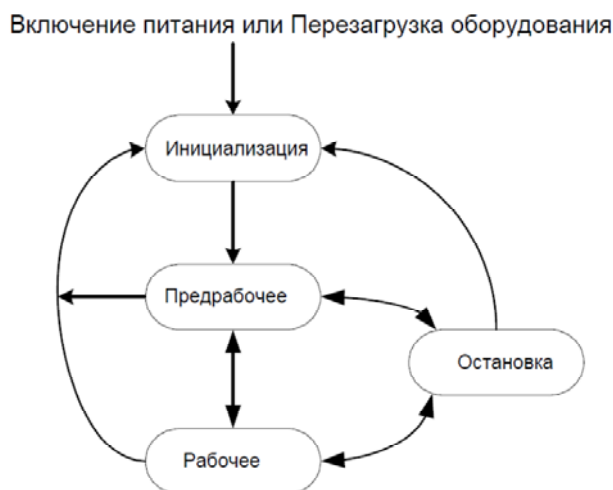 Включение питания или Перезагрузка оборудования
Инициализация
Предрабочее
Остановка
Рабочее